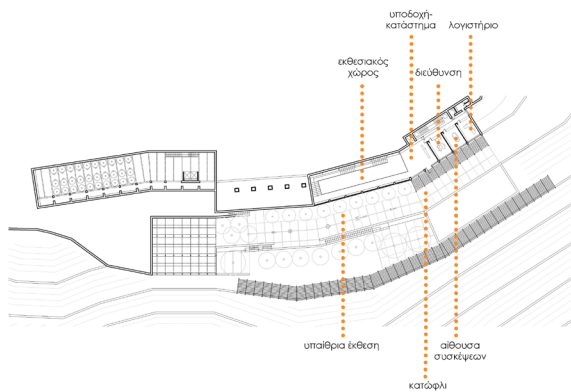 υποδοχή-
κατάστημα
λογιστήριο
εκθεσιακός
χώρος
διεύθυνση
υπαίθρια έκθεση
αίθουσα
συσκέψεων
κατώφλι